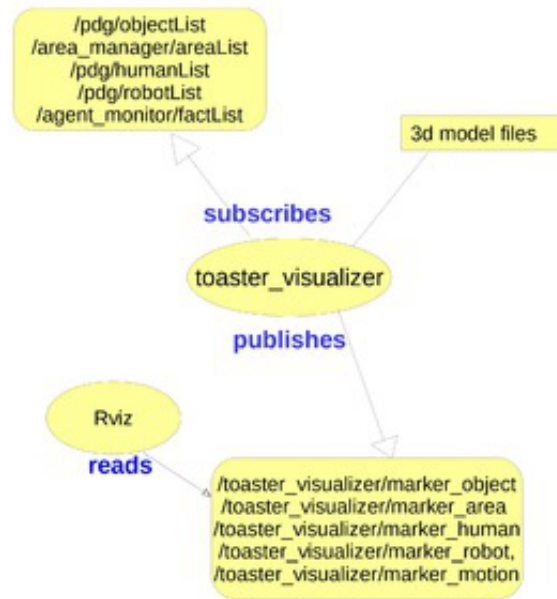 /pdg/objectList
/area_manager/areaList
/pdg/humanList
/pdg/robotList
/agent_monitor/factList
3d model files
subscribes
toaster_visualizer
publishes
Rviz
reads
/toaster_visualizer/marker_object
/toaster_visualizer/marker_area
/toaster_visualizer/marker_human
/toaster_visualizer/marker_robot,
/toaster_visualizer/marker_motion